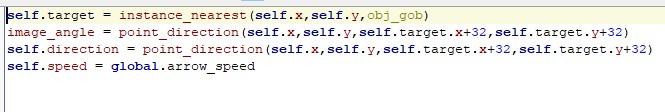 self.target = instance_nearest(self.x,self.y,obj_gob)
image_angle = point_direction(self.x,self.y,self.target.x+32,self.target.y+32)
self.direction = point_direction(self.x,self.y,self.target.x+32,self.target.y+32)
self.speed = global.arrow_speed